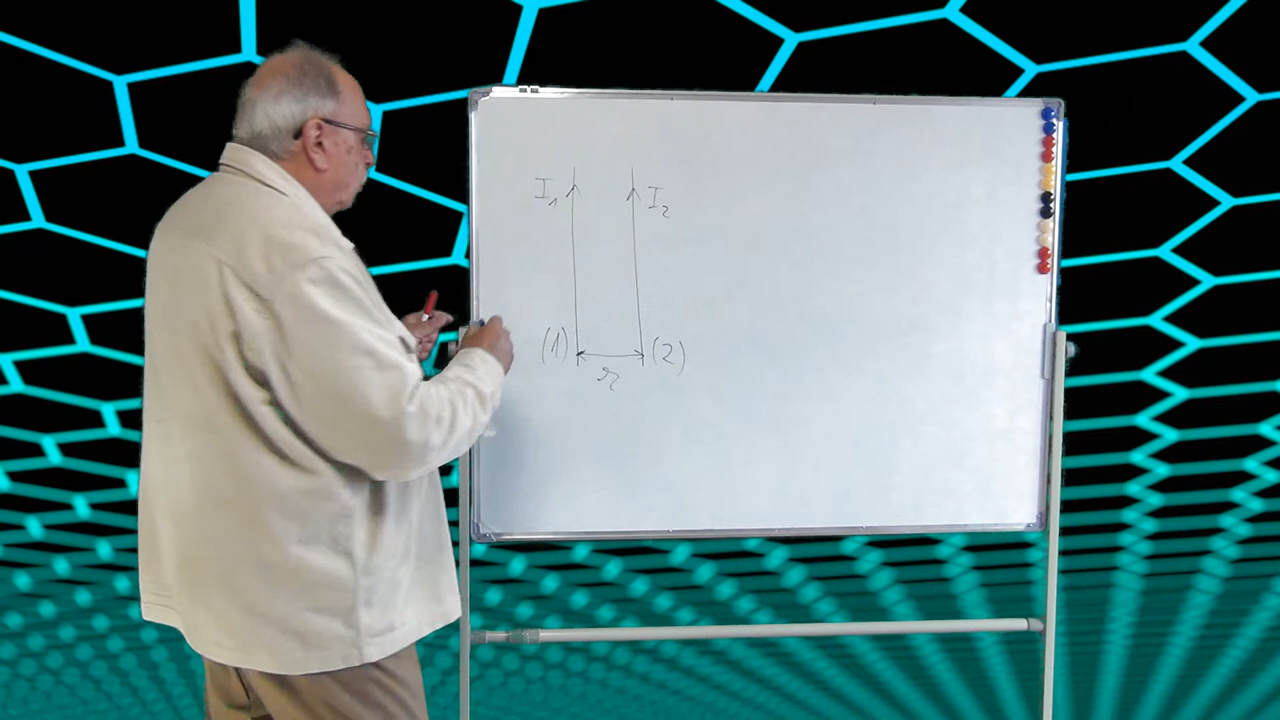 I₁ I₂
(1) (2)
r